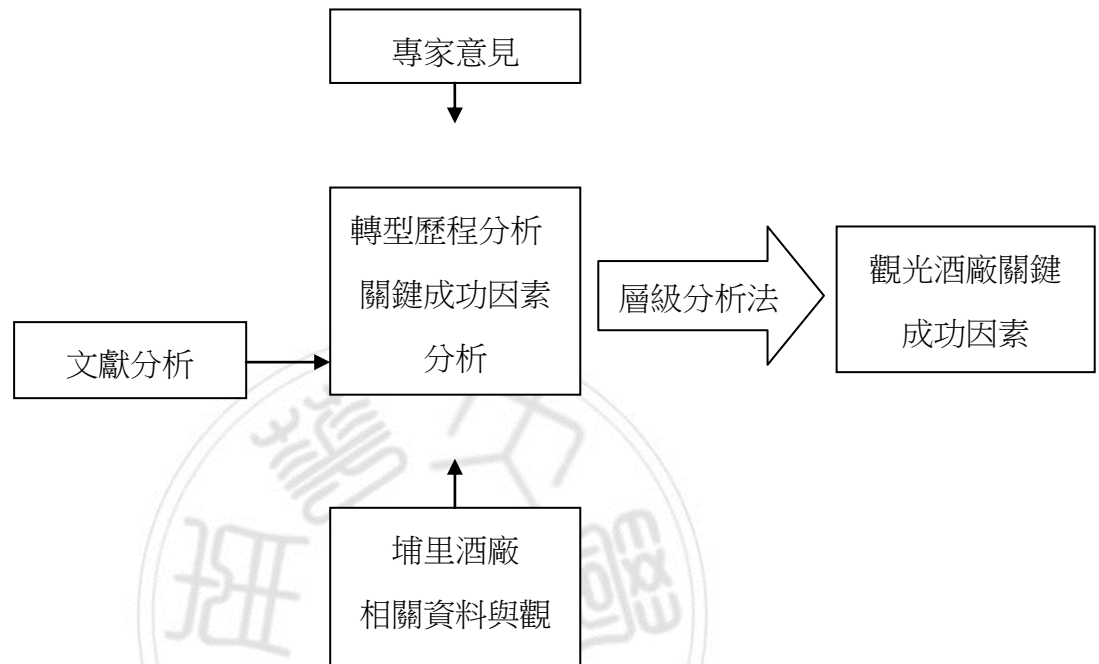 專家意見
轉型歷程分析
關鍵成功因素
分析
層級分析法
觀光酒廠關鍵
成功因素
文獻分析
埔里酒廠
相關資料與觀